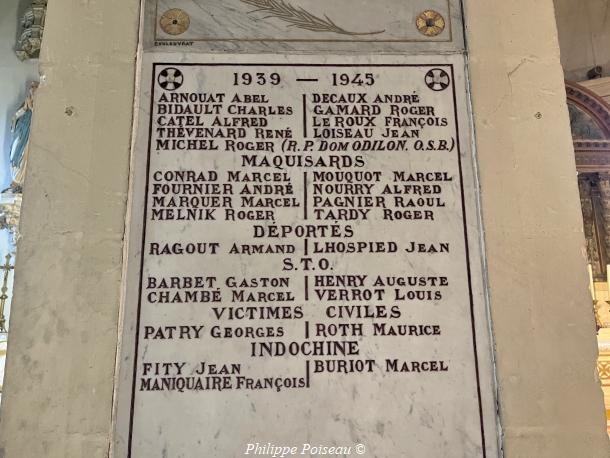 1939 — 1945
ARNOUAT ABEL DECAUX ANDRÉ
BIDAULT CHARLES GAMARD ROGER
CATEL ALFRED LE ROUX FRANÇOIS
THÉVENARD RENÉ LOISEAU JEAN
MICHEL ROGER (R. P. DOM ODILON. O.S.B.)
MAQUISARDS
CONRAD MARCEL MOUQUOT MARCEL
FOURNIER ANDRÉ NOURRY ALFRED
MARQUER MARCEL PAGNIER RAOUL
MELNIK ROGER TARDY ROGER
DÉPORTÉS
RAGOUT ARMAND LHOSPIED JEAN
S.T.O.
BARBET GASTON HENRY AUGUSTE
CHAMBÉ MARCEL VERROT LOUIS
VICTIMES CIVILES
PATRY GEORGES ROTH MAURICE
INDOCHINE
FITY JEAN BURIOT MARCEL
MANIQUAIRE FRANÇOIS
Philippe Poiseau ©